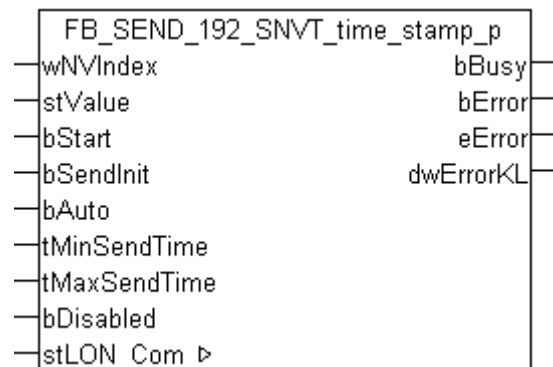 FB_SEND_192_SNVT_time_stamp_p
wNVIndex bBusy
stValue bError
bStart eError
bSendInit dwErrorKL
bAuto
tMinSendTime
tMaxSendTime
bDisabled
stLON_Com ▷